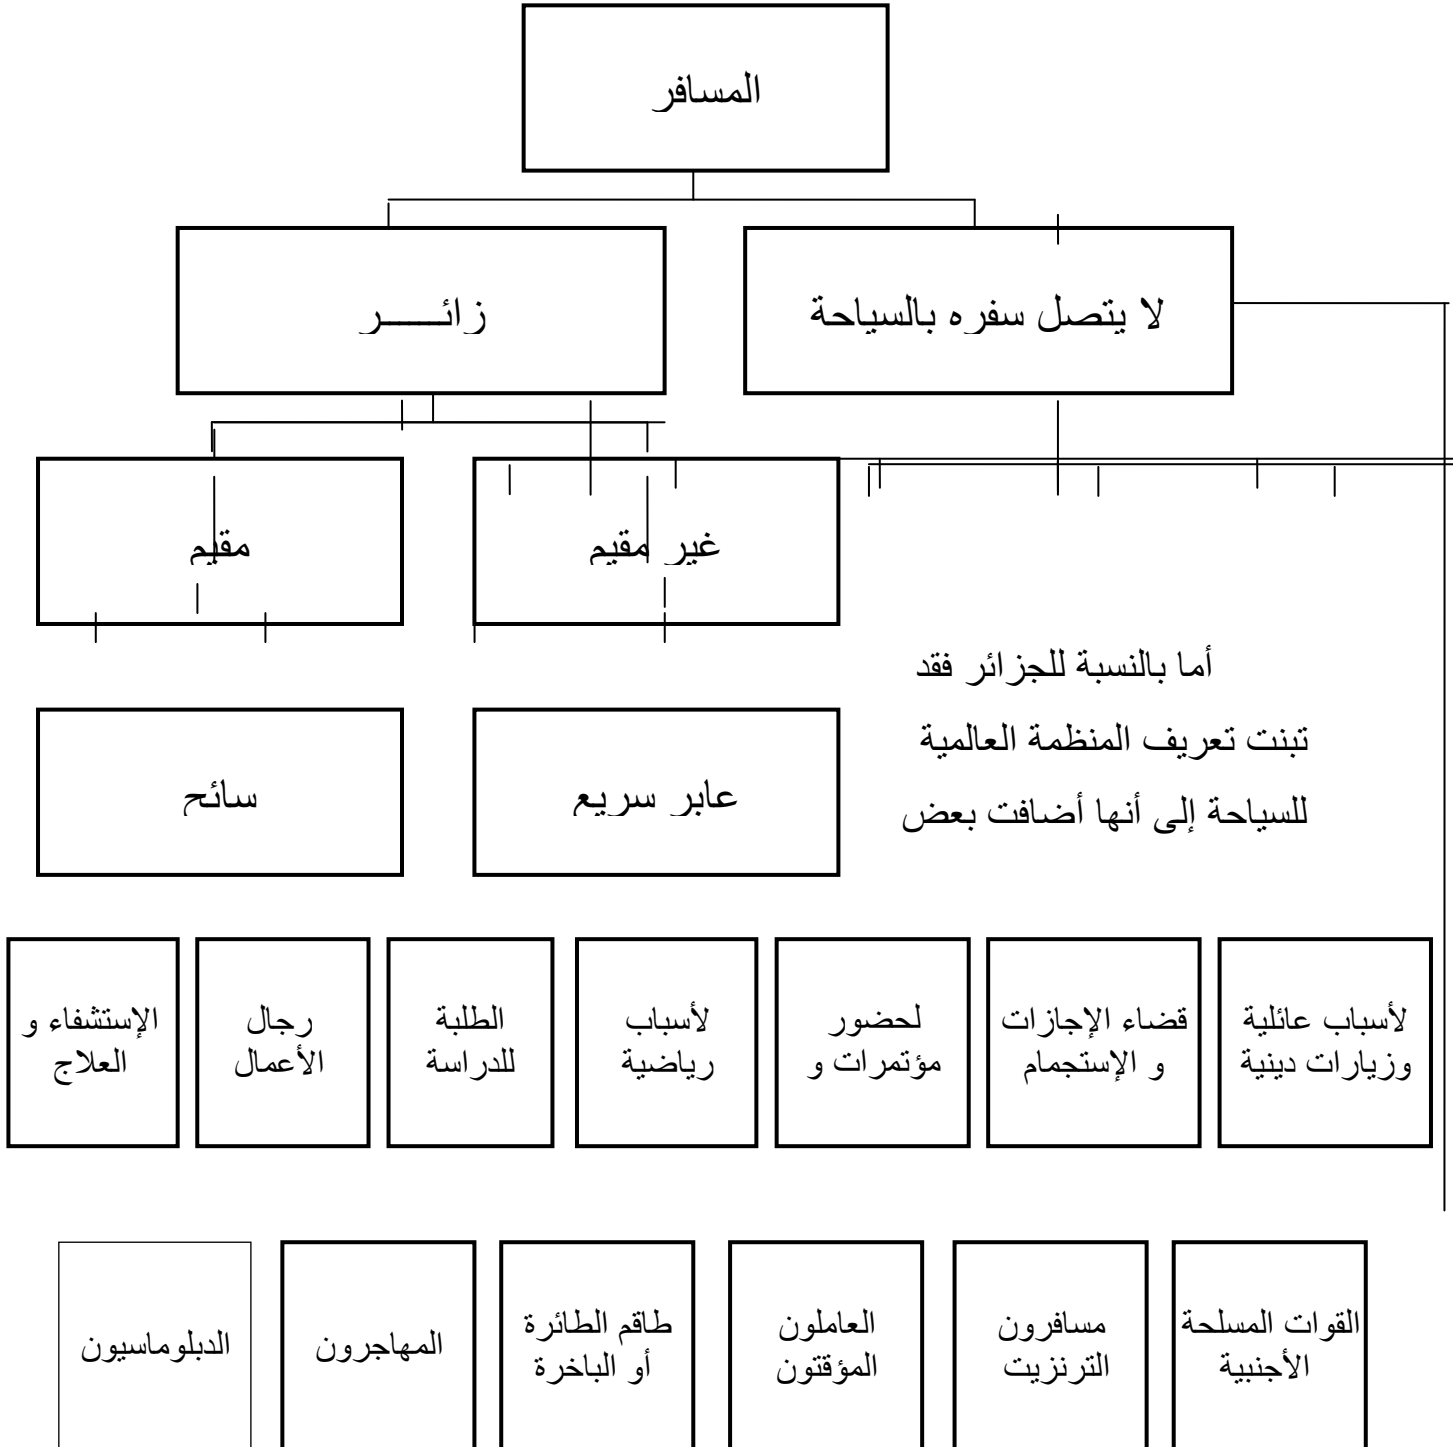 المسافر
لا يتصل سفره بالسياحة
زائـــــر
غير مقيم
مقيم
أما بالنسبة للجزائر فقد
تبنت تعريف المنظمة العالمية
للسياحة إلى أنها أضافت بعض
عابر سريع
سائح
لأسباب عائلية
وزيارات دينية
قضاء الإجازات
و الإستجمام
لحضور
مؤتمرات و
لأسباب
رياضية
الطلبة
للدراسة
رجال
الأعمال
الإستشفاء و
العلاج
القوات المسلحة
الأجنبية
مسافرون
الترنزيت
العاملون
المؤقتون
طاقم الطائرة
أو الباخرة
المهاجرون
الدبلوماسيون